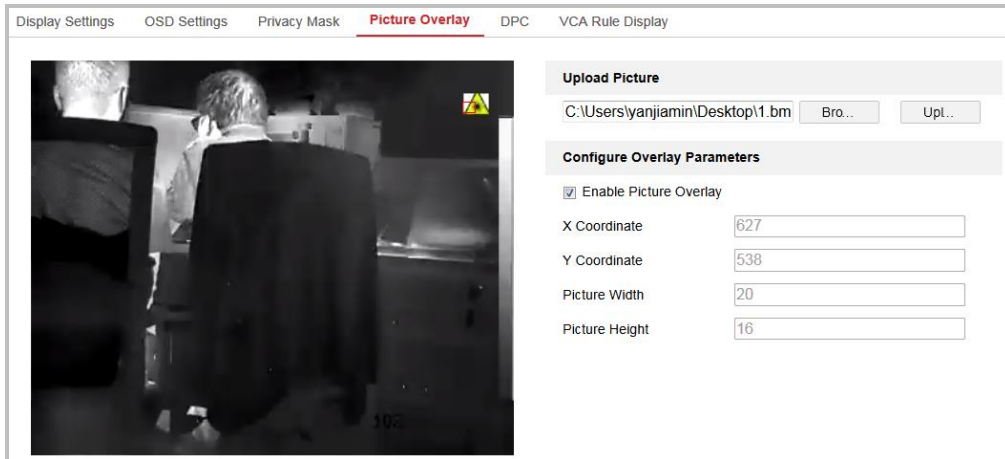 Display Settings OSD Settings Privacy Mask Picture Overlay DPC VCA Rule Display
Upload Picture
C:\Users\yanjiamin\Desktop\1.bm Bro... Upl...
Configure Overlay Parameters
Enable Picture Overlay
X Coordinate 627
Y Coordinate 538
Picture Width 20
Picture Height 16
102